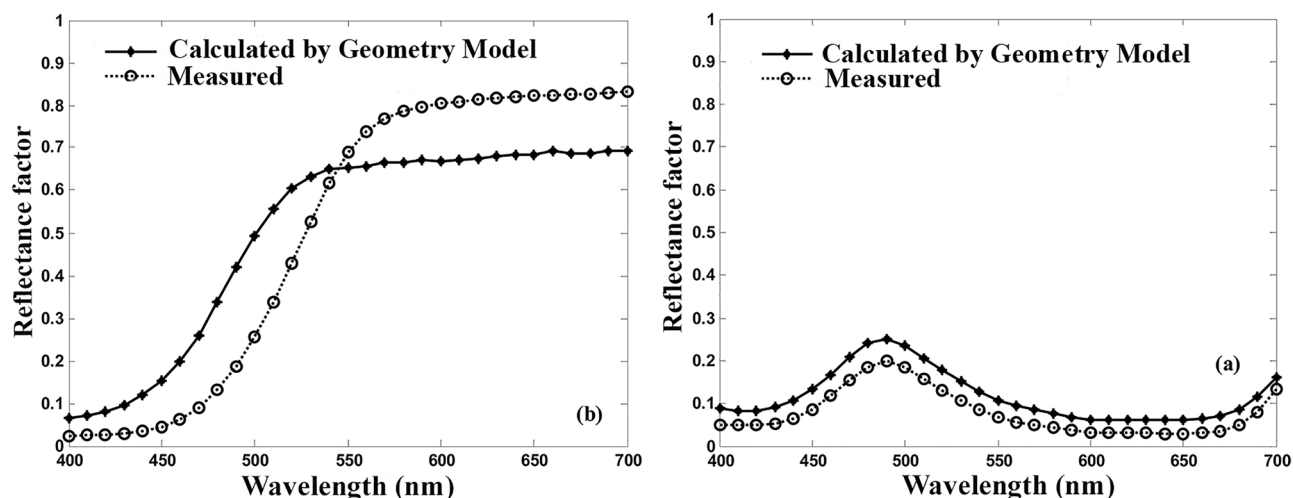 Calculated by Geometry Model
Measured
Reflectance factor
1
0.9
0.8
0.7
0.6
0.5
0.4
0.3
0.2
0.1
0
(b)
400 450 500 550 600 650 700
Wavelength (nm)
Calculated by Geometry Model
Measured
Reflectance factor
1
0.9
0.8
0.7
0.6
0.5
0.4
0.3
0.2
0.1
0
(a)
400 450 500 550 600 650 700
Wavelength (nm)